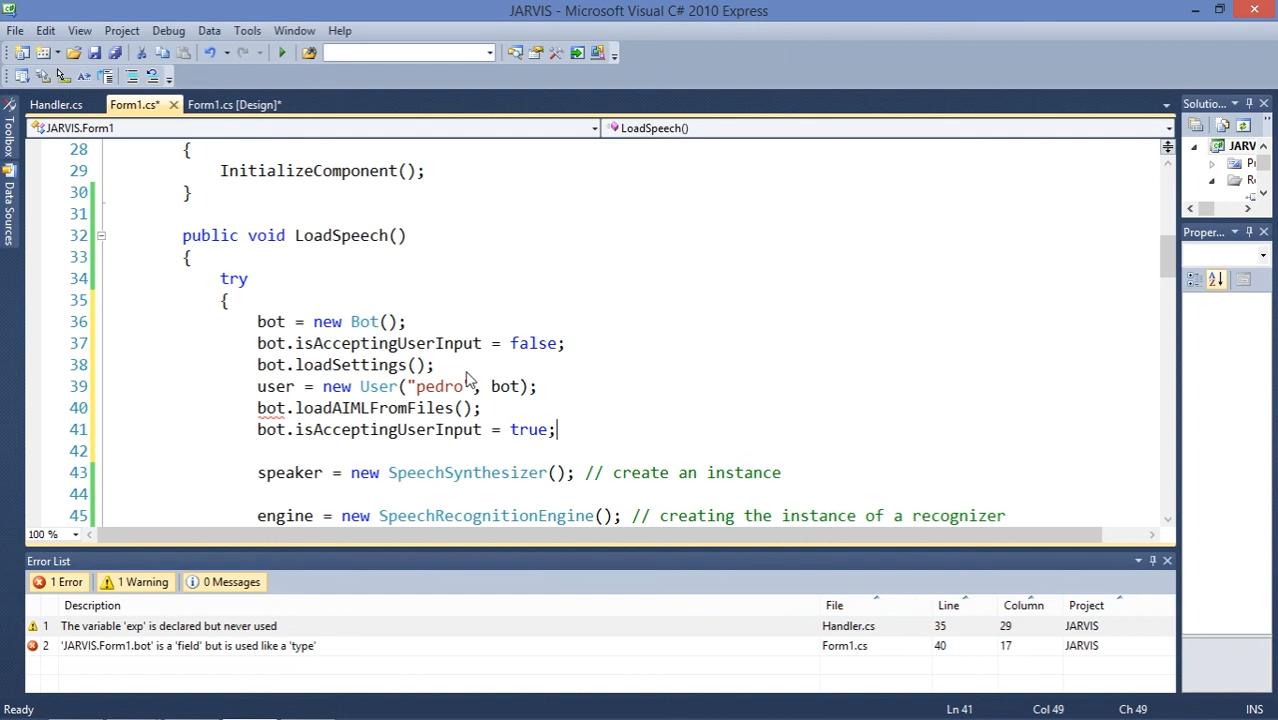 JARVIS - Microsoft Visual C# 2010 Express
File Edit View Project Debug Data Tools Window Help
Handler.cs Form1.cs* Form1.cs [Design]*
Solutio...
JARVIS.Form1 LoadSpeech()
Toolbox
Data Sources
JARV
28 {
29 InitializeComponent();
30 }
31
32 public void LoadSpeech()
33 {
34 try
35 {
36 bot = new Bot();
37 bot.isAcceptingUserInput = false;
38 bot.loadSettings();
39 user = new User("pedro", bot);
40 bot.loadAIMLFromFiles();
41 bot.isAcceptingUserInput = true;
42
43 speaker = new SpeechSynthesizer(); // create an instance
44
45 engine = new SpeechRecognitionEngine(); // creating the instance of a recognizer
Proper...
100 %
Error List
1 Error 1 Warning 0 Messages
Description File Line Column Project
1 The variable 'exp' is declared but never used Handler.cs 35 29 JARVIS
2 'JARVIS.Form1.bot' is a 'field' but is used like a 'type' Form1.cs 40 17 JARVIS
Ready Ln 41 Col 49 Ch 49 INS